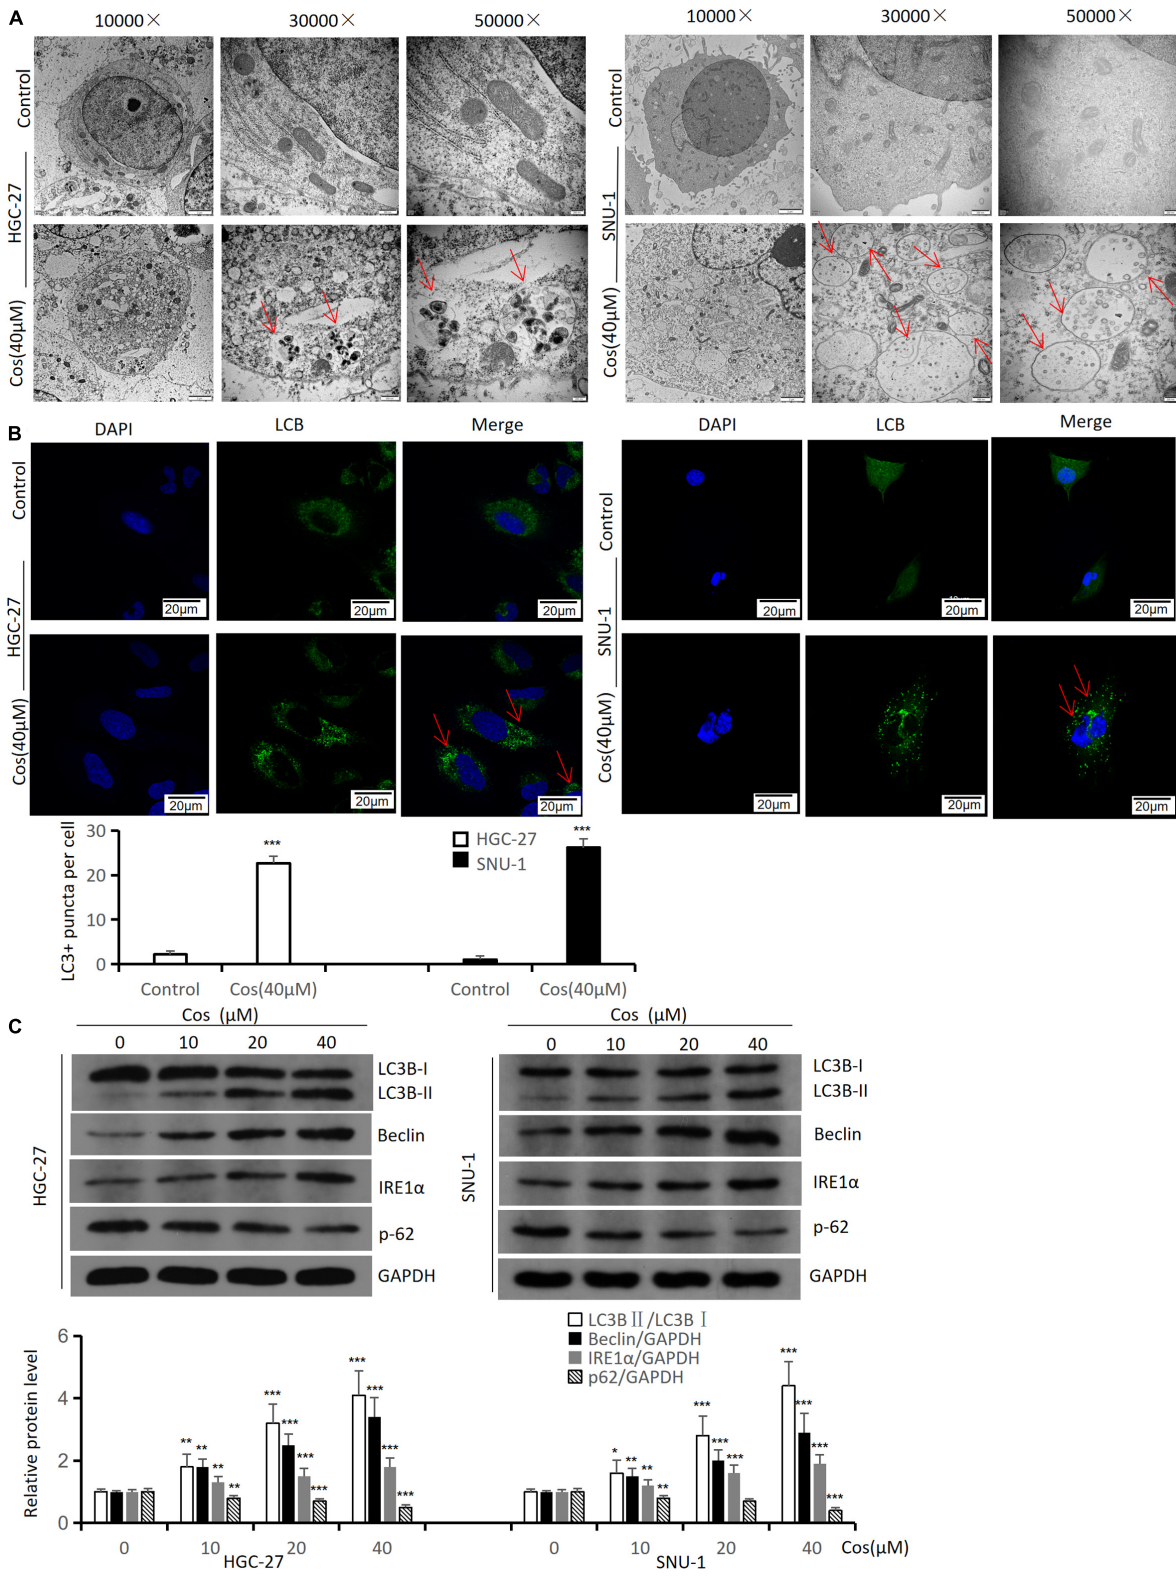 A
10000× 30000× 50000× 10000× 30000× 50000×
Control
HGC-27
Cos(40μM)
Control
SNU-1
Cos(40μM)
B
DAPI LCB Merge DAPI LCB Merge
Control
HGC-27
Cos(40μM)
Control
SNU-1
Cos(40μM)
20μm 20μm 20μm 20μm 20μm 20μm
20μm 20μm 20μm 20μm 20μm 20μm
LC3+ puncta per cell
30
20
10
0
*** ***
HGC-27
SNU-1
Control Cos(40μM) Control Cos(40μM)
C
Cos (μM) Cos (μM)
0 10 20 40 0 10 20 40
HGC-27
LC3B-I
LC3B-II
Beclin
IRE1α
p-62
GAPDH
SNU-1
LC3B-I
LC3B-II
Beclin
IRE1α
p-62
GAPDH
LC3BⅡ/LC3BⅠ
Beclin/GAPDH
IRE1α/GAPDH
p62/GAPDH
Relative protein level
6
4
2
0
** ** ** ** *** *** *** *** *** *** *** ***
* ** ** ** *** *** *** *** *** *** ***
0 10 20 40 0 10 20 40 Cos(μM)
HGC-27 SNU-1